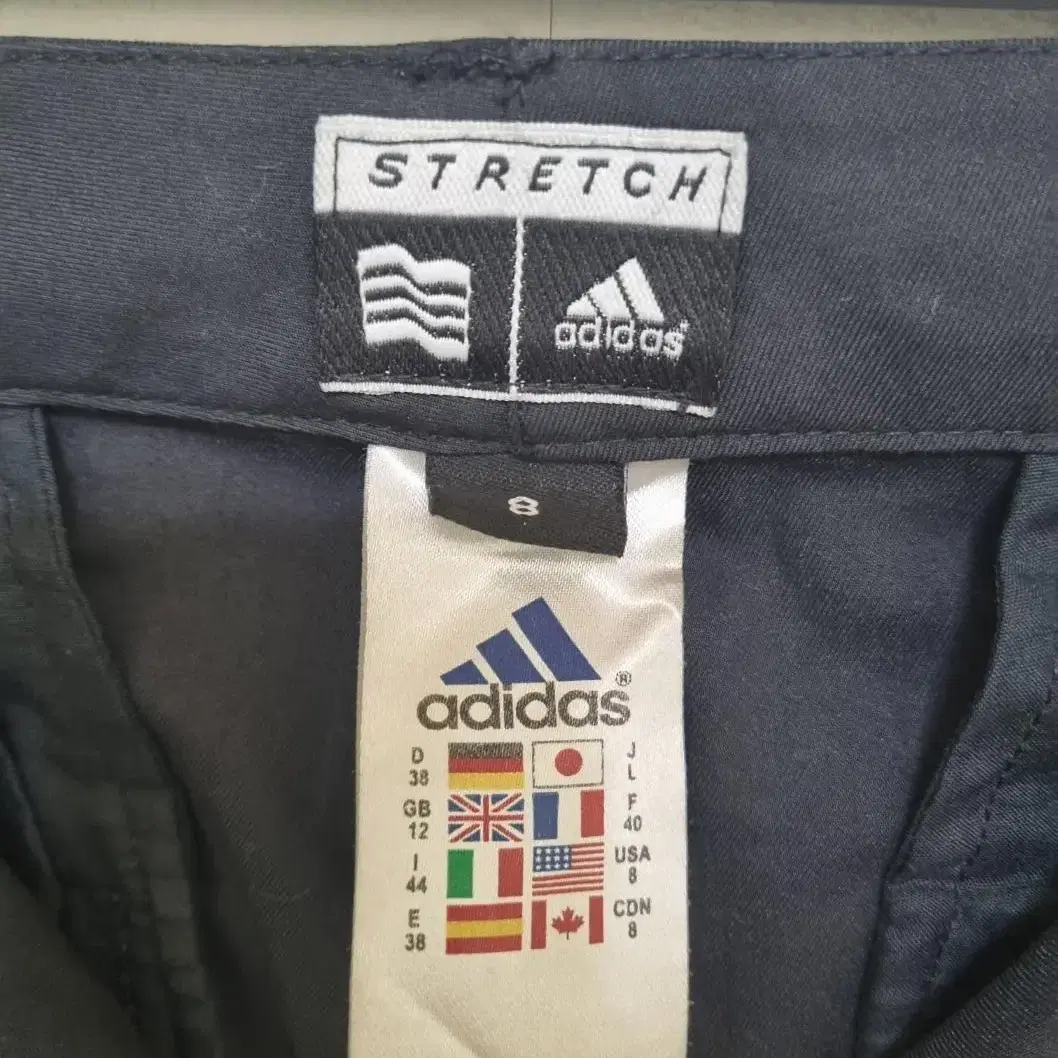 STRETCH
adidas
8
adidas®
D
38
J
L
GB
12
F
40
I
44
USA
8
E
38
CDN
8